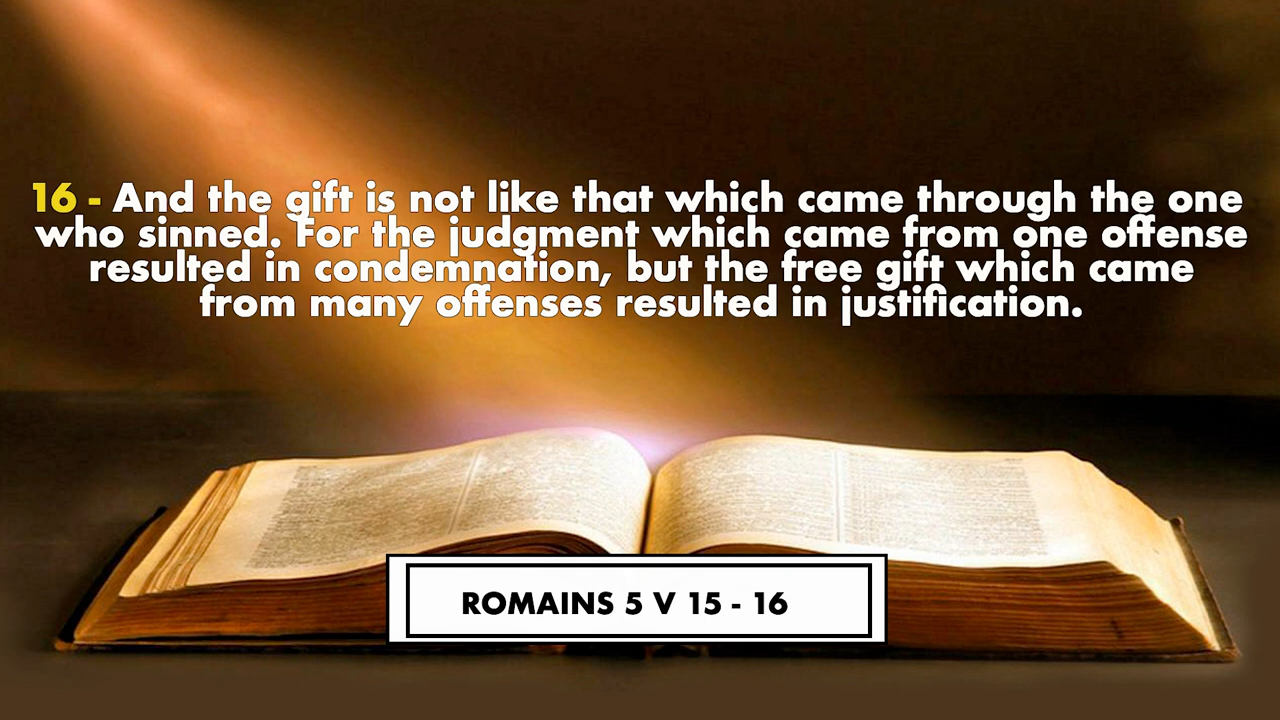 16 - And the gift is not like that which came through the one
who sinned. For the judgment which came from one offense
resulted in condemnation, but the free gift which came
from many offenses resulted in justification.
ROMAINS 5 V 15 - 16